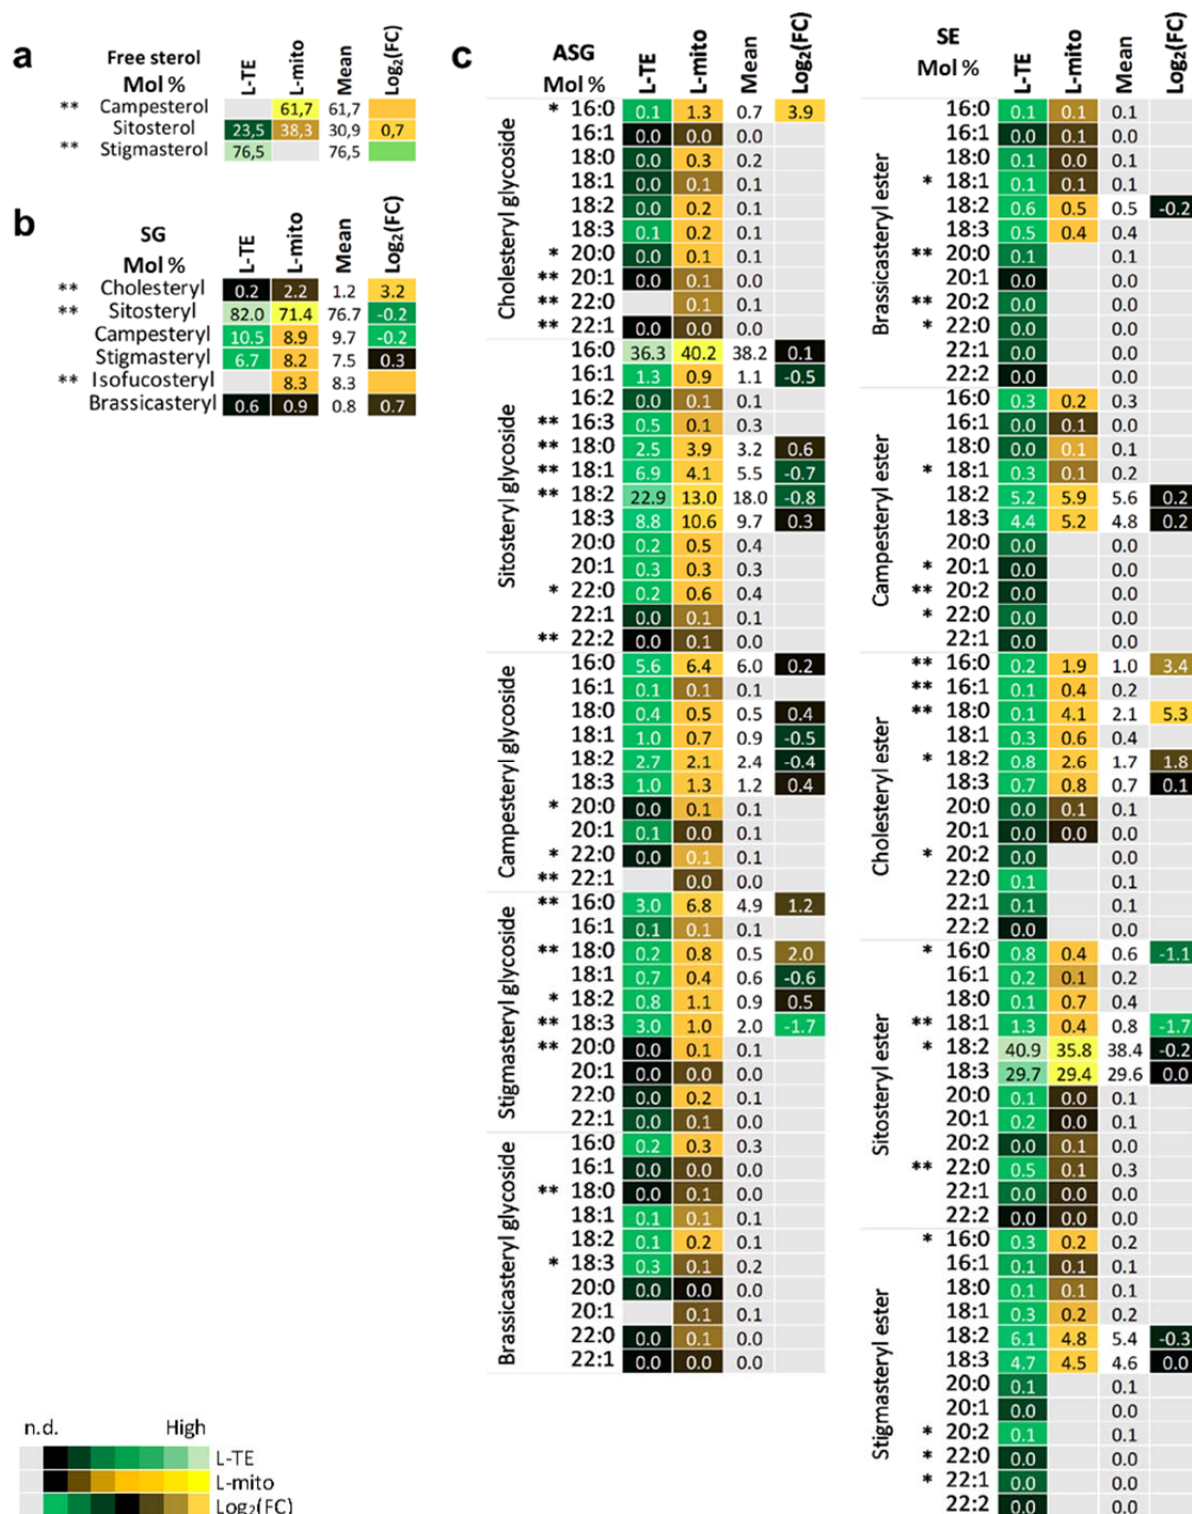 a
Free sterol
Mol %
L-TE L-mito Mean Log2(FC)
** Campesterol 61,7 61,7
Sitosterol 23,5 38,3 30,9 0,7
** Stigmasterol 76,5 76,5
b
SG
Mol %
L-TE L-mito Mean Log2(FC)
** Cholesteryl 0.2 2.2 1.2 3.2
** Sitosteryl 82.0 71.4 76.7 -0.2
Campesteryl 10.5 8.9 9.7 -0.2
Stigmasteryl 6.7 8.2 7.5 0.3
** Isofucosteryl 8.3 8.3
Brassicasteryl 0.6 0.9 0.8 0.7
c
ASG
Mol %
L-TE L-mito Mean Log2(FC)
Cholesteryl glycoside
* 16:0 0.1 1.3 0.7 3.9
16:1 0.0 0.0 0.0
18:0 0.0 0.3 0.2
18:1 0.0 0.1 0.1
18:2 0.0 0.2 0.1
18:3 0.1 0.2 0.1
* 20:0 0.0 0.1 0.1
** 20:1 0.0 0.1 0.0
** 22:0 0.1 0.1
** 22:1 0.0 0.0 0.0
Sitosteryl glycoside
16:0 36.3 40.2 38.2 0.1
16:1 1.3 0.9 1.1 -0.5
16:2 0.0 0.1 0.1
** 16:3 0.5 0.1 0.3
** 18:0 2.5 3.9 3.2 0.6
** 18:1 6.9 4.1 5.5 -0.7
** 18:2 22.9 13.0 18.0 -0.8
18:3 8.8 10.6 9.7 0.3
20:0 0.2 0.5 0.4
20:1 0.3 0.3 0.3
* 22:0 0.2 0.6 0.4
22:1 0.0 0.1 0.1
** 22:2 0.0 0.1 0.0
Campesteryl glycoside
16:0 5.6 6.4 6.0 0.2
16:1 0.1 0.1 0.1
18:0 0.4 0.5 0.5 0.4
18:1 1.0 0.7 0.9 -0.5
18:2 2.7 2.1 2.4 -0.4
18:3 1.0 1.3 1.2 0.4
* 20:0 0.0 0.1 0.1
20:1 0.1 0.0 0.1
* 22:0 0.0 0.1 0.1
** 22:1 0.0 0.0
Stigmasteryl glycoside
** 16:0 3.0 6.8 4.9 1.2
16:1 0.1 0.1 0.1
** 18:0 0.2 0.8 0.5 2.0
18:1 0.7 0.4 0.6 -0.6
* 18:2 0.8 1.1 0.9 0.5
** 18:3 3.0 1.0 2.0 -1.7
** 20:0 0.0 0.1 0.1
20:1 0.0 0.0 0.0
22:0 0.0 0.2 0.1
22:1 0.0 0.1 0.0
Brassicasteryl glycoside
16:0 0.2 0.3 0.3
16:1 0.0 0.0 0.0
** 18:0 0.0 0.1 0.0
18:1 0.1 0.1 0.1
18:2 0.1 0.2 0.1
* 18:3 0.3 0.1 0.2
20:0 0.0 0.0 0.0
20:1 0.1 0.1
22:0 0.0 0.1 0.0
22:1 0.0 0.0 0.0
SE
Mol %
L-TE L-mito Mean Log2(FC)
Brassicasteryl ester
16:0 0.1 0.1 0.1
16:1 0.0 0.1 0.0
18:0 0.1 0.0 0.1
* 18:1 0.1 0.1 0.1
18:2 0.6 0.5 0.5 -0.2
18:3 0.5 0.4 0.4
** 20:0 0.1 0.1
20:1 0.0 0.0
** 20:2 0.0 0.0
* 22:0 0.0 0.0
22:1 0.0 0.0
22:2 0.0 0.0
Campesteryl ester
16:0 0.3 0.2 0.3
16:1 0.0 0.1 0.0
18:0 0.0 0.1 0.1
* 18:1 0.3 0.1 0.2
18:2 5.2 5.9 5.6 0.2
18:3 4.4 5.2 4.8 0.2
20:0 0.0 0.0
* 20:1 0.0 0.0
** 20:2 0.0 0.0
* 22:0 0.0 0.0
22:1 0.0 0.0
Cholesteryl ester
** 16:0 0.2 1.9 1.0 3.4
** 16:1 0.1 0.4 0.2
** 18:0 0.1 4.1 2.1 5.3
18:1 0.3 0.6 0.4
* 18:2 0.8 2.6 1.7 1.8
18:3 0.7 0.8 0.7 0.1
20:0 0.0 0.1 0.1
20:1 0.0 0.0 0.0
* 20:2 0.0 0.0
22:0 0.1 0.1
22:1 0.1 0.1
22:2 0.0 0.0
Sitosteryl ester
* 16:0 0.8 0.4 0.6 -1.1
16:1 0.2 0.1 0.2
18:0 0.1 0.7 0.4
** 18:1 1.3 0.4 0.8 -1.7
* 18:2 40.9 35.8 38.4 -0.2
18:3 29.7 29.4 29.6 0.0
20:0 0.1 0.0 0.1
20:1 0.2 0.0 0.1
20:2 0.0 0.1 0.0
** 22:0 0.5 0.1 0.3
22:1 0.0 0.0 0.0
22:2 0.0 0.0 0.0
Stigmasteryl ester
* 16:0 0.3 0.2 0.2
16:1 0.1 0.1 0.1
18:0 0.1 0.1 0.1
18:1 0.3 0.2 0.2
18:2 6.1 4.8 5.4 -0.3
18:3 4.7 4.5 4.6 0.0
20:0 0.1 0.1
20:1 0.0 0.0
* 20:2 0.1 0.1
* 22:0 0.0 0.0
* 22:1 0.0 0.0
22:2 0.0 0.0
n.d. High
L-TE
L-mito
Log2(FC)